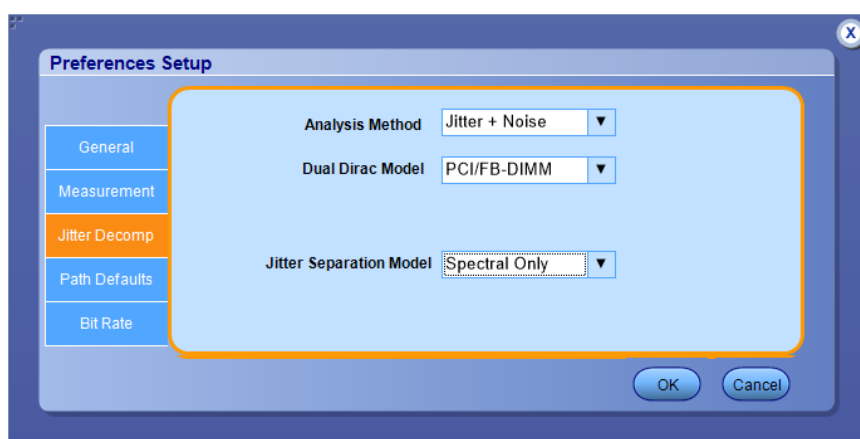 X
Preferences Setup
General
Measurement
Jitter Decomp
Path Defaults
Bit Rate
Analysis Method Jitter + Noise
Dual Dirac Model PCI/FB-DIMM
Jitter Separation Model Spectral Only
OK Cancel